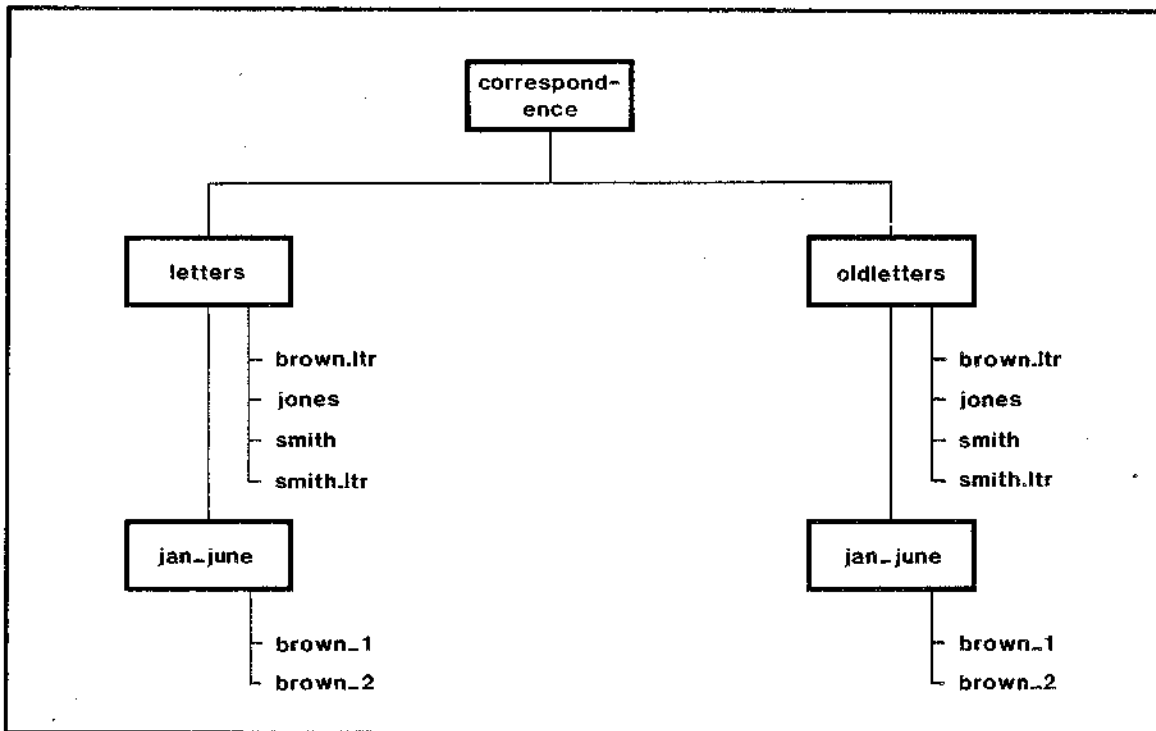 correspond-
ence
letters
oldletters
brown.ltr
jones
smith
smith.ltr
brown.ltr
jones
smith
smith.ltr
jan_june
jan_june
brown_1
brown_2
brown_1
brown_2